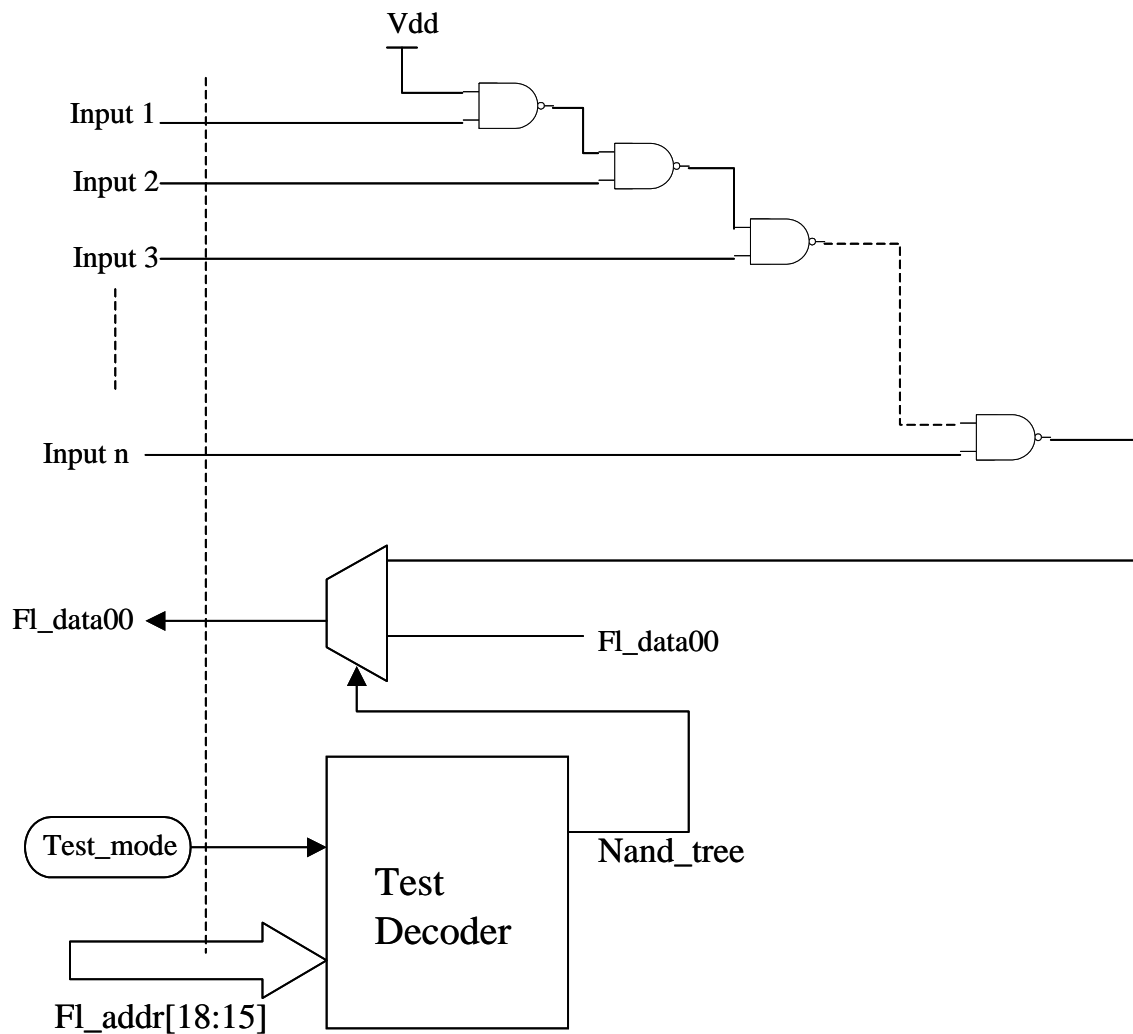 Vdd
Input 1
Input 2
Input 3
Input n
Fl_data00
Fl_data00
Test_mode
Nand_tree
Test
Decoder
Fl_addr[18:15]